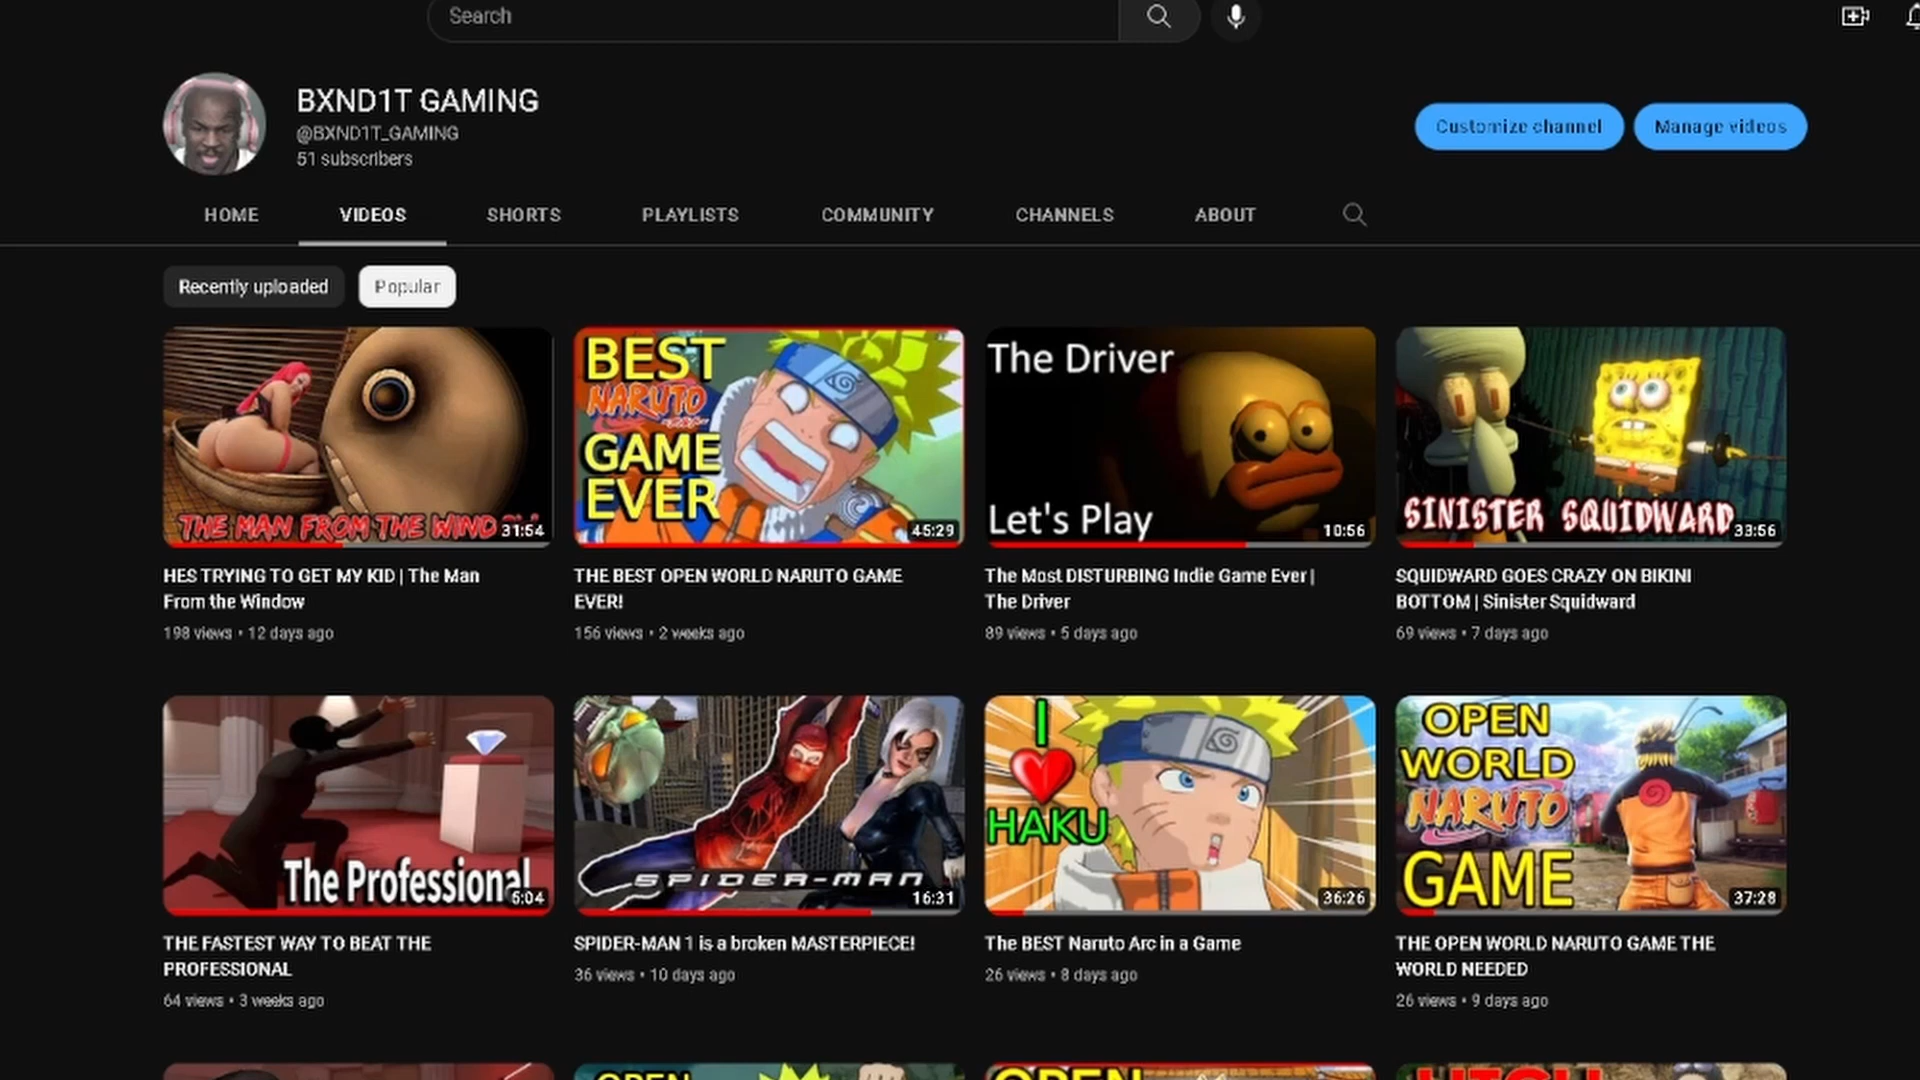 Search
BXND1T GAMING
@BXND1T_GAMING
51 subscribers
Customize channel
Manage videos
HOME
VIDEOS
SHORTS
PLAYLISTS
COMMUNITY
CHANNELS
ABOUT
Recently uploaded
Popular
THE MAN FROM THE WINDOW
31:54
BEST
NARUTO
GAME
EVER
45:29
The Driver
Let's Play
10:56
SINISTER SQUIDWARD
33:56
HES TRYING TO GET MY KID | The Man
From the Window
198 views • 12 days ago
THE BEST OPEN WORLD NARUTO GAME
EVER!
156 views • 2 weeks ago
The Most DISTURBING Indie Game Ever |
The Driver
89 views • 5 days ago
SQUIDWARD GOES CRAZY ON BIKINI
BOTTOM | Sinister Squidward
69 views • 7 days ago
The Professional
5:04
SPIDER-MAN
16:31
I
HAKU
36:26
OPEN
WORLD
NARUTO
GAME
37:28
THE FASTEST WAY TO BEAT THE
PROFESSIONAL
64 views • 3 weeks ago
SPIDER-MAN 1 is a broken MASTERPIECE!
36 views • 10 days ago
The BEST Naruto Arc in a Game
26 views • 8 days ago
THE OPEN WORLD NARUTO GAME THE
WORLD NEEDED
26 views • 9 days ago
OPEN
OPEN